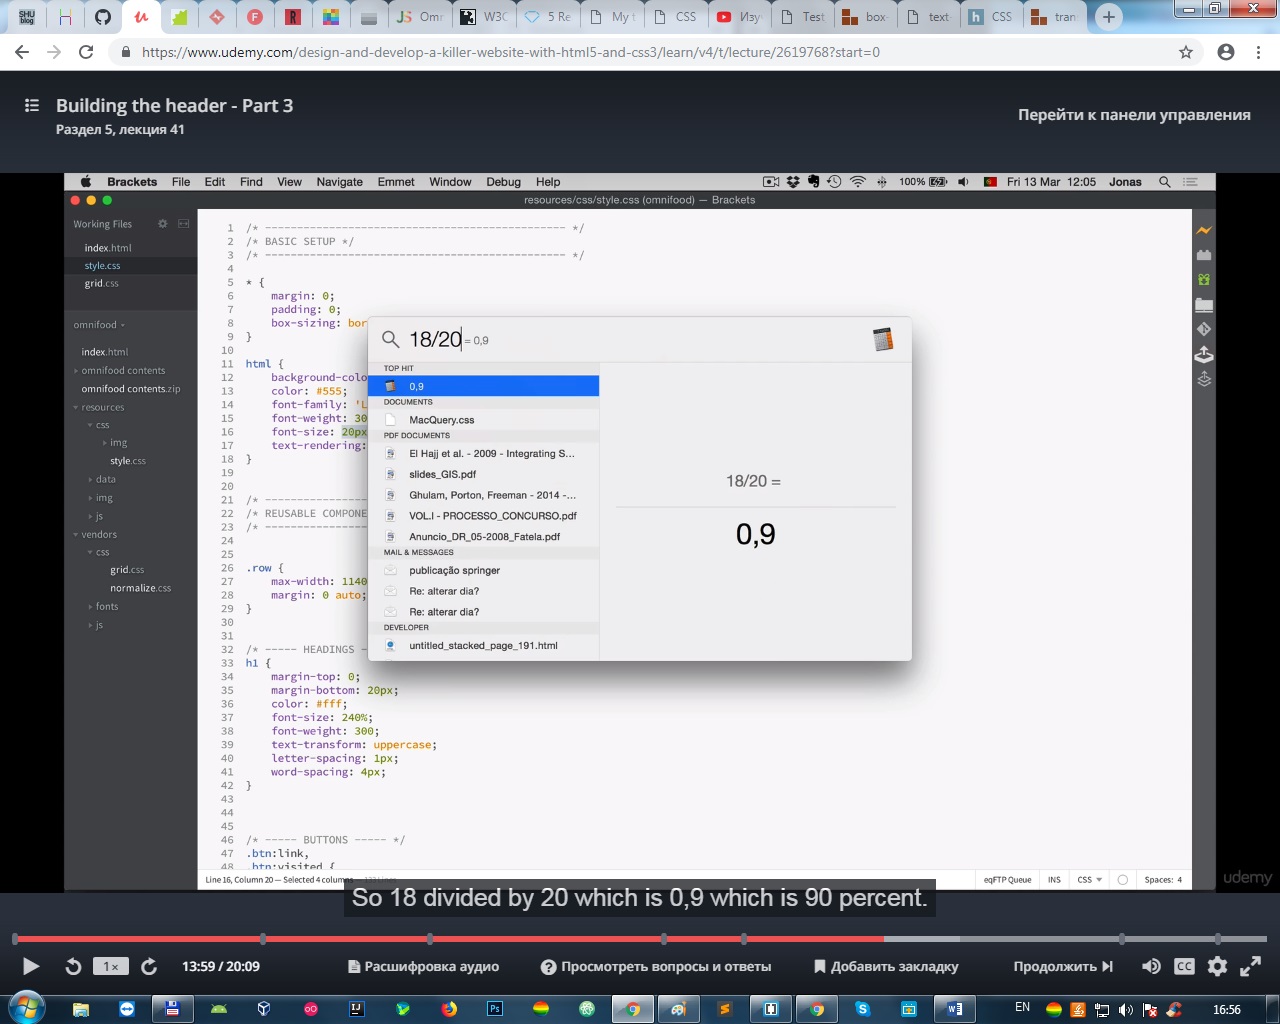 Omr
W3C
5 Re
My t
CSS
Изу
Test
box-
text-
CSS
tran
https://www.udemy.com/design-and-develop-a-killer-website-with-html5-and-css3/learn/v4/t/lecture/2619768?start=0
Building the header - Part 3
Раздел 5, лекция 41
Перейти к панели управления
Brackets File Edit Find View Navigate Emmet Window Debug Help
100% Fri 13 Mar 12:05 Jonas
resources/css/style.css (omnifood) — Brackets
Working Files
index.html
style.css
grid.css
omnifood
index.html
omnifood contents
omnifood contents.zip
resources
css
img
style.css
data
img
js
vendors
css
grid.css
normalize.css
fonts
js
1 /* ----------------------------------------------- */
2 /* BASIC SETUP */
3 /* ----------------------------------------------- */
4
5 * {
6 margin: 0;
7 padding: 0;
8 box-sizing: bor
9 }
10
11 html {
12 background-colo
13 color: #555;
14 font-family: 'L
15 font-weight: 30
16 font-size: 20px
17 text-rendering:
18 }
19
20
21 /* ----------------
22 /* REUSABLE COMPONE
23 /* ----------------
24
25
26 .row {
27 max-width: 1140
28 margin: 0 auto;
29 }
30
31
32 /* ----- HEADINGS -
33 h1 {
34 margin-top: 0;
35 margin-bottom: 20px;
36 color: #fff;
37 font-size: 240%;
38 font-weight: 300;
39 text-transform: uppercase;
40 letter-spacing: 1px;
41 word-spacing: 4px;
42 }
43
44
45
46 /* ----- BUTTONS ----- */
47 .btn:link,
48 .btn:visited {
18/20 = 0,9
TOP HIT
0,9
DOCUMENTS
MacQuery.css
PDF DOCUMENTS
El Hajj et al. - 2009 - Integrating S...
slides_GIS.pdf
Ghulam, Porton, Freeman - 2014 -...
VOL.I - PROCESSO_CONCURSO.pdf
Anuncio_DR_05-2008_Fatela.pdf
MAIL & MESSAGES
publicação springer
Re: alterar dia?
Re: alterar dia?
DEVELOPER
untitled_stacked_page_191.html
18/20 =
0,9
Line 16, Column 20 — Selected 4 columns
eqFTP Queue INS CSS Spaces: 4
udemy
So 18 divided by 20 which is 0,9 which is 90 percent.
1×
13:59 / 20:09
Расшифровка аудио
Просмотреть вопросы и ответы
Добавить закладку
Продолжить
CC
EN
16:56